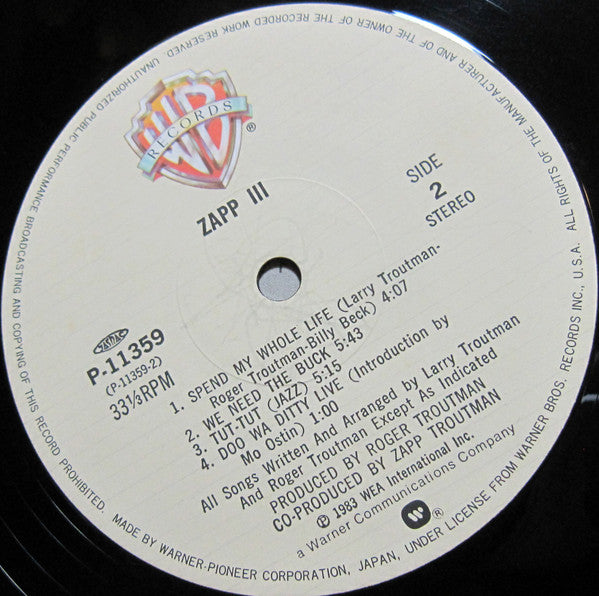 WB
RECORDS
®
ZAPP III
SIDE
2
STEREO
JASRAC
P-11359
(P-11359-2)
33⅓RPM
1. SPEND MY WHOLE LIFE (Larry Troutman-
Roger Troutman-Billy Beck) 4:07
2. WE NEED THE BUCK 5:43
3. TUT-TUT (JAZZ) 5:15
4. DOO WA DITTY LIVE (Introduction by
Mo Ostin) 1:00
All Songs Written And Arranged by Larry Troutman
And Roger Troutman Except As Indicated
PRODUCED BY ROGER TROUTMAN
CO-PRODUCED BY ZAPP TROUTMAN
℗ 1983 WEA International Inc.
a Warner Communications Company
®
MADE BY WARNER-PIONEER CORPORATION, JAPAN, UNDER LICENSE FROM WARNER BROS. RECORDS INC., U.S.A. ALL RIGHTS OF THE MANUFACTURER AND OF THE OWNER OF THE RECORDED WORK RESERVED. UNAUTHORIZED PUBLIC PERFORMANCE BROADCASTING AND COPYING OF THIS RECORD PROHIBITED.